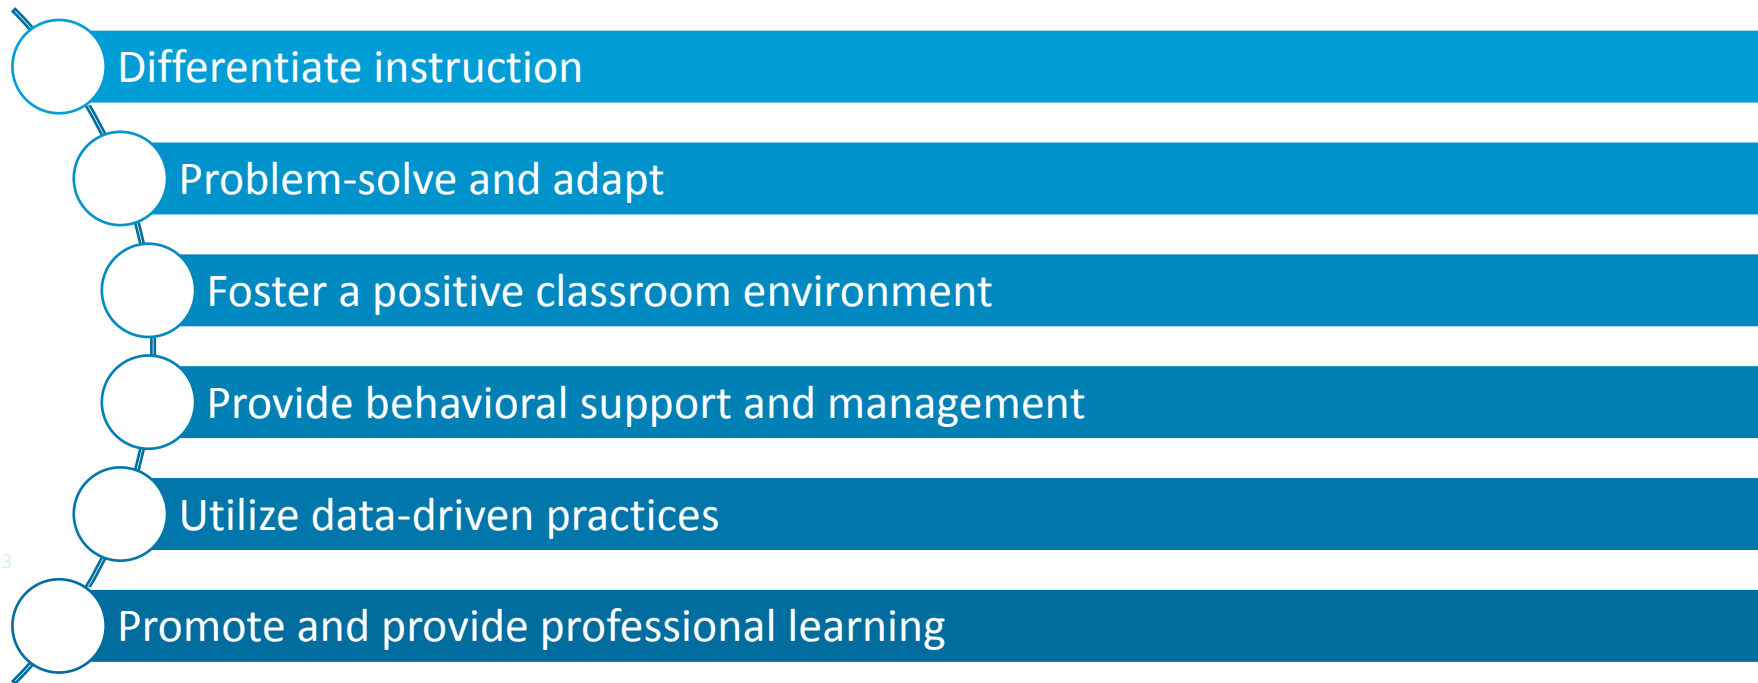 Differentiate instruction
Problem-solve and adapt
Foster a positive classroom environment
Provide behavioral support and management
Utilize data-driven practices
Promote and provide professional learning